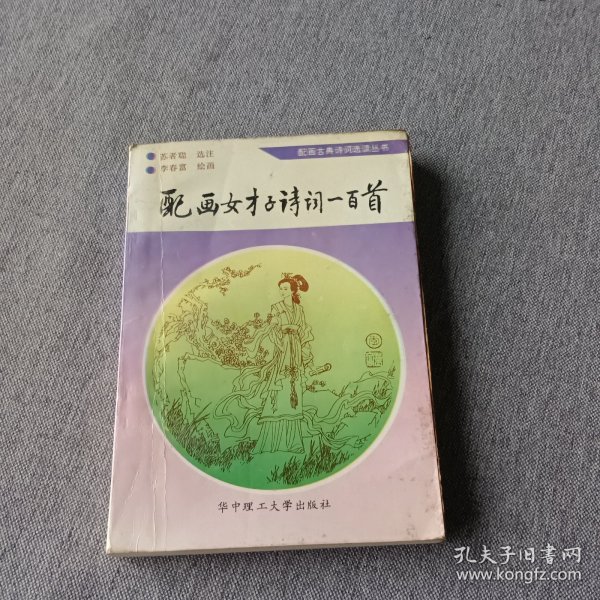 苏者聪 选注
李春富 绘画
配画古典诗词选读丛书
配画女才子诗词一百首
华中理工大学出版社
孔夫子旧书网
www.kongfz.com